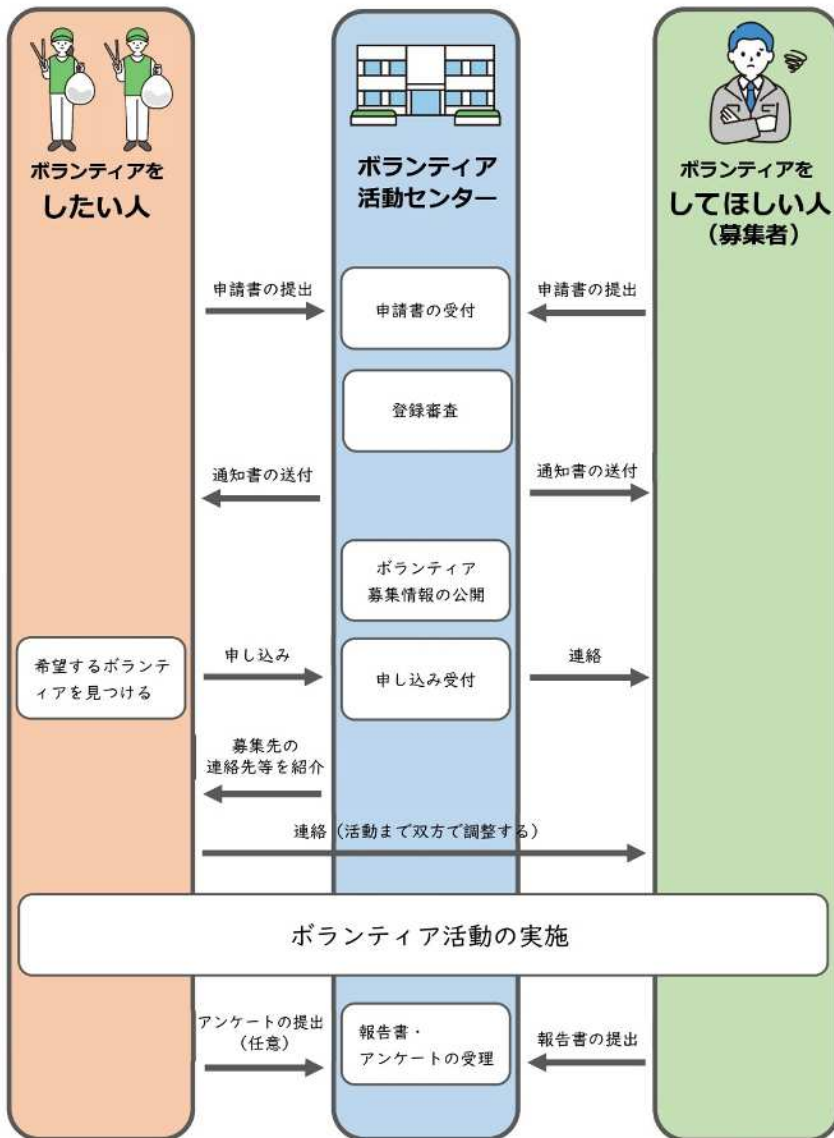 ボランティアを
したい人
ボランティア
活動センター
ボランティアを
してほしい人
（募集者）
申請書の提出
申請書の受付
申請書の提出
登録審査
通知書の送付
通知書の送付
ボランティア
募集情報の公開
希望するボランテ
ィアを見つける
申し込み
申し込み受付
連絡
募集先の
連絡先等を紹介
連絡（活動まで双方で調整する）
ボランティア活動の実施
アンケートの提出
（任意）
報告書・
アンケートの受理
報告書の提出